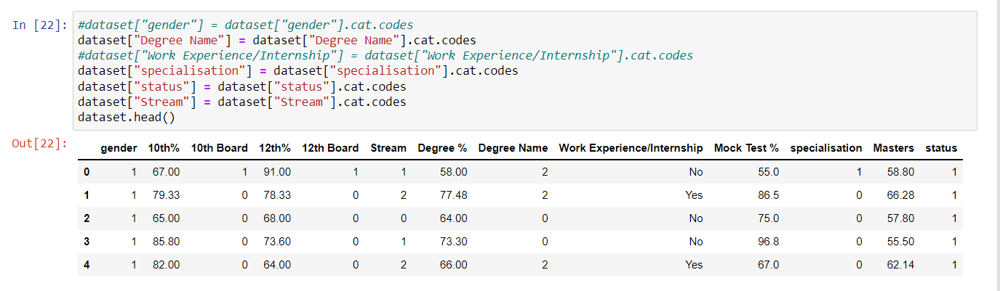 In [22]: #dataset["gender"] = dataset["gender"].cat.codes
dataset["Degree Name"] = dataset["Degree Name"].cat.codes
#dataset["Work Experience/Internship"] = dataset["Work Experience/Internship"].cat.codes
dataset["specialisation"] = dataset["specialisation"].cat.codes
dataset["status"] = dataset["status"].cat.codes
dataset["Stream"] = dataset["Stream"].cat.codes
dataset.head()
Out[22]:
gender 10th% 10th Board 12th% 12th Board Stream Degree % Degree Name Work Experience/Internship Mock Test % specialisation Masters status
0 1 67.00 1 91.00 1 1 58.00 2 No 55.0 1 58.80 1
1 1 79.33 0 78.33 0 2 77.48 2 Yes 86.5 0 66.28 1
2 1 65.00 0 68.00 0 0 64.00 0 No 75.0 0 57.80 1
3 1 85.80 0 73.60 0 1 73.30 0 No 96.8 0 55.50 1
4 1 82.00 0 64.00 0 2 66.00 2 Yes 67.0 0 62.14 1